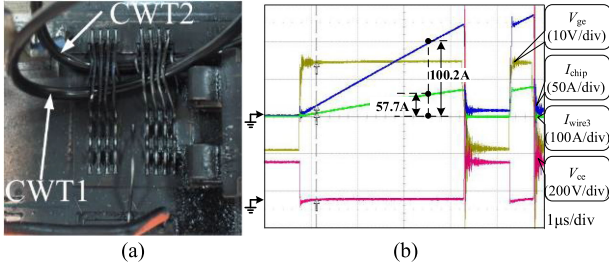 CWT2
CWT1
(a)
100.2A
57.7A
Vge
(10V/div)
Ichip
(50A/div)
Iwire3
(100A/div)
Vce
(200V/div)
1μs/div
(b)